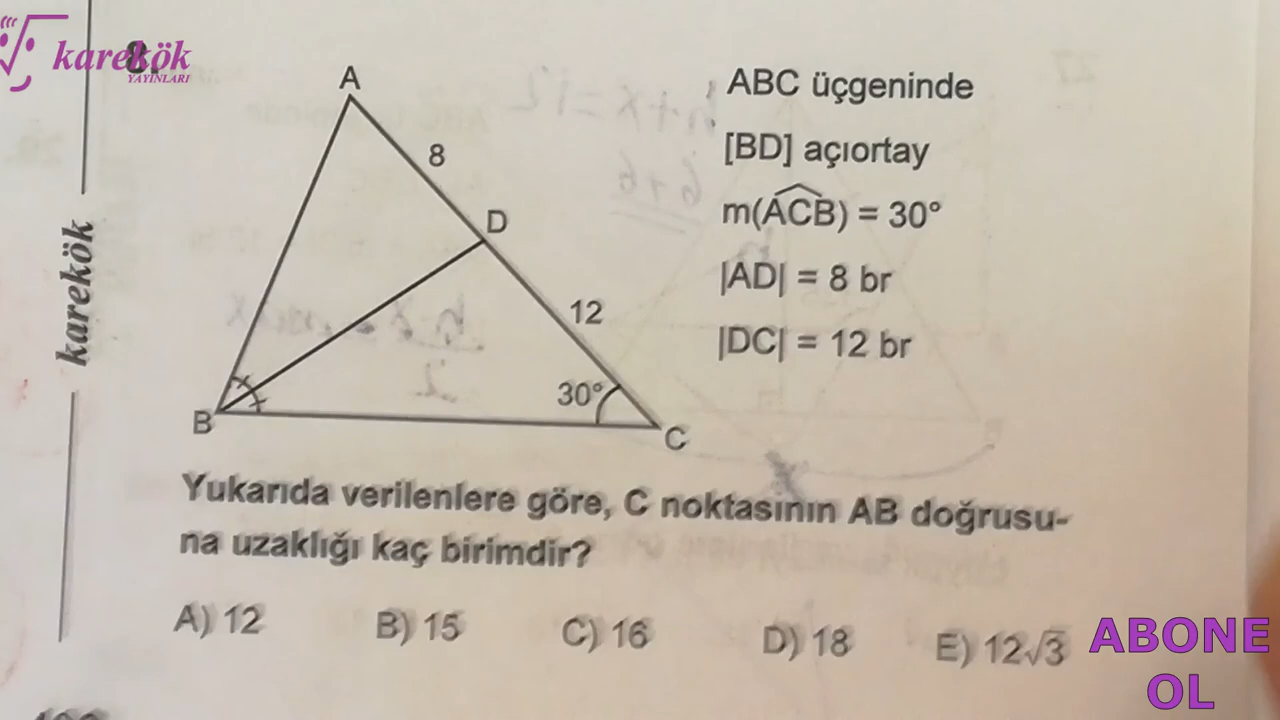 karekök
YAYINLARI
8.
karekök
A
8
D
12
30°
B
C
ABC üçgeninde
[BD] açıortay
m(ACB) = 30°
|AD| = 8 br
|DC| = 12 br
Yukarıda verilenlere göre, C noktasının AB doğrusu-
na uzaklığı kaç birimdir?
A) 12 B) 15 C) 16 D) 18 E) 12√3
ABONE
OL